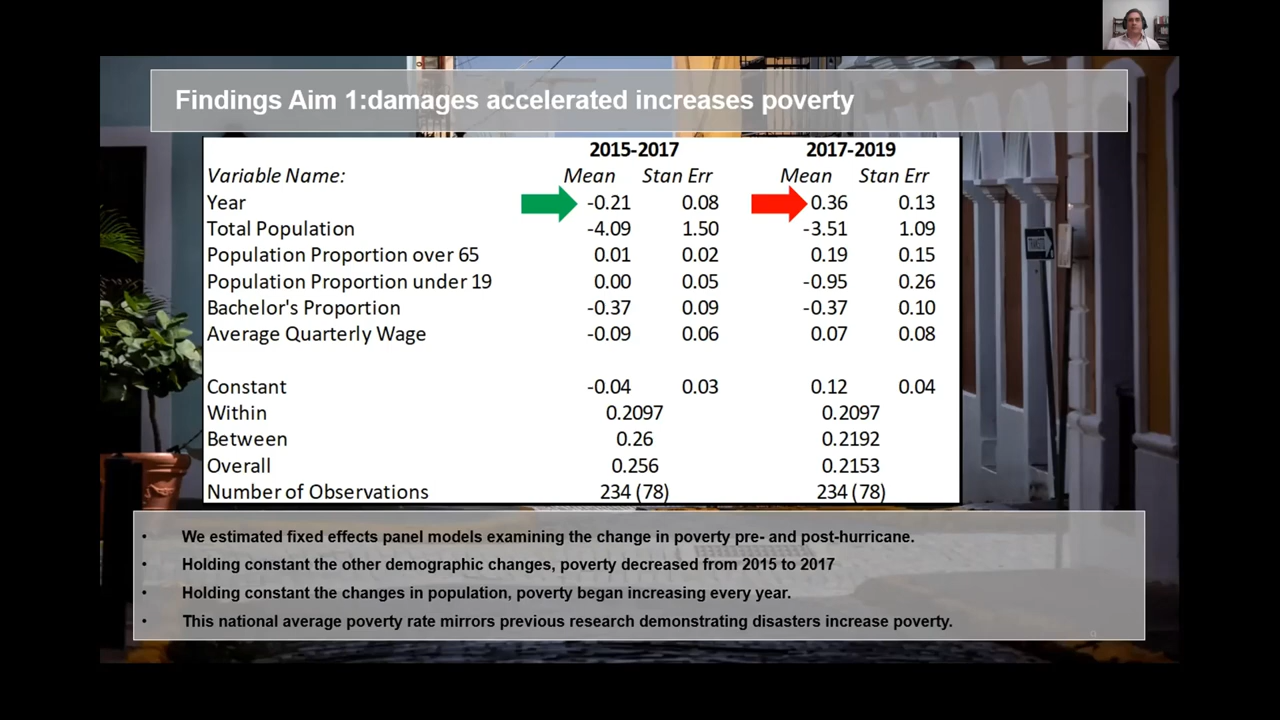 Findings Aim 1:damages accelerated increases poverty
2015-2017 2017-2019
Variable Name: Mean Stan Err Mean Stan Err
Year -0.21 0.08 0.36 0.13
Total Population -4.09 1.50 -3.51 1.09
Population Proportion over 65 0.01 0.02 0.19 0.15
Population Proportion under 19 0.00 0.05 -0.95 0.26
Bachelor's Proportion -0.37 0.09 -0.37 0.10
Average Quarterly Wage -0.09 0.06 0.07 0.08
Constant -0.04 0.03 0.12 0.04
Within 0.2097 0.2097
Between 0.26 0.2192
Overall 0.256 0.2153
Number of Observations 234 (78) 234 (78)
• We estimated fixed effects panel models examining the change in poverty pre- and post-hurricane.
• Holding constant the other demographic changes, poverty decreased from 2015 to 2017
• Holding constant the changes in population, poverty began increasing every year.
• This national average poverty rate mirrors previous research demonstrating disasters increase poverty.